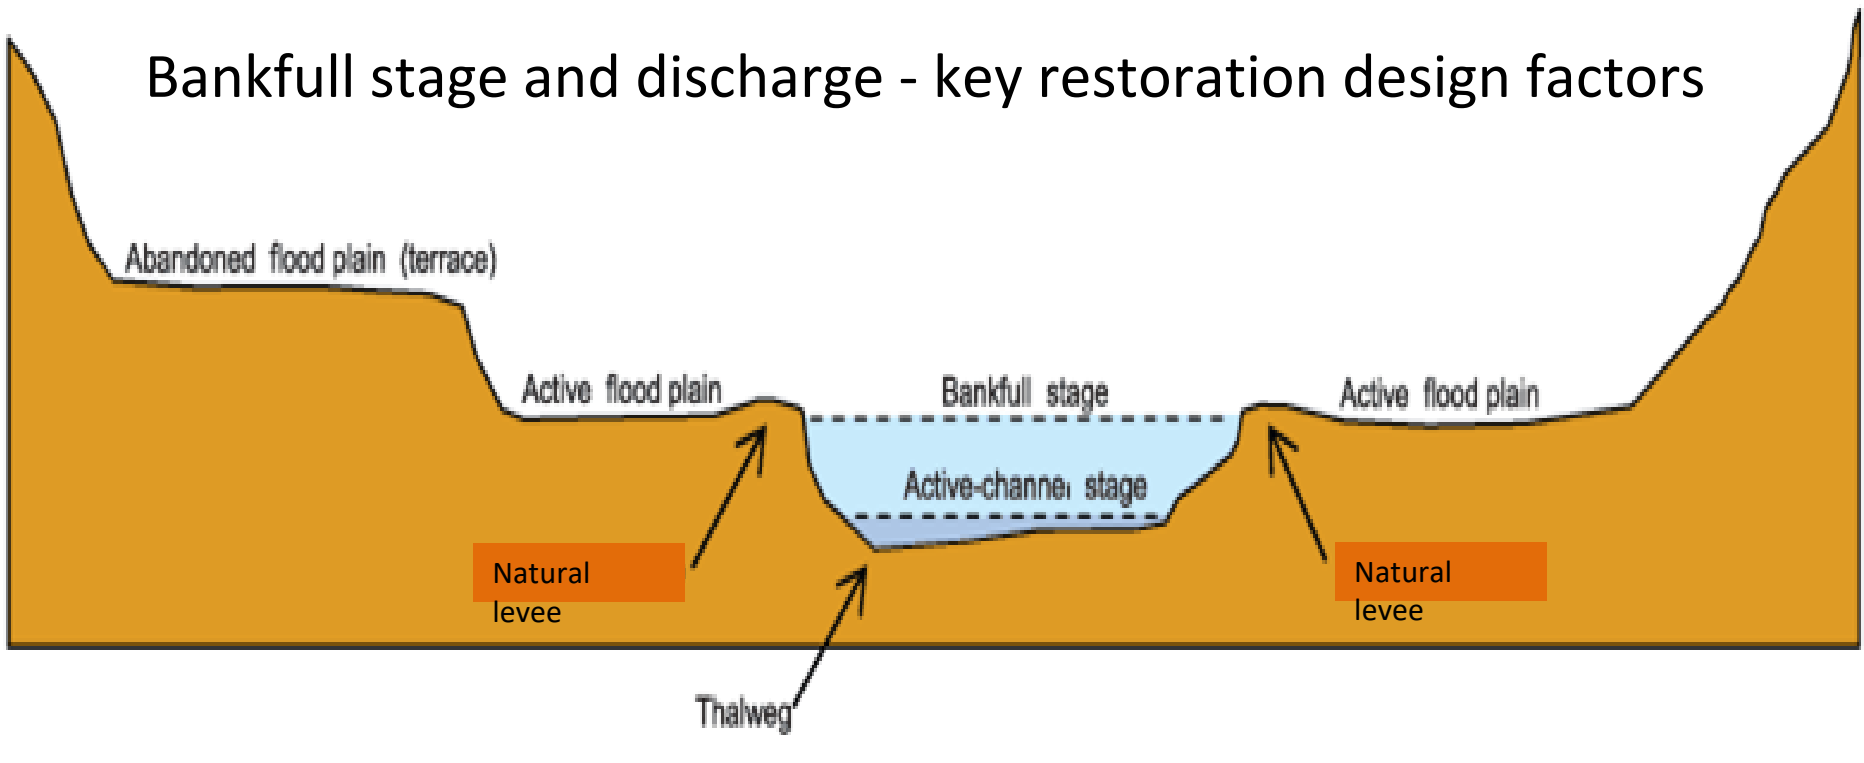 Bankfull stage and discharge - key restoration design factors
Abandoned flood plain (terrace)
Active flood plain
Bankfull stage
Active flood plain
Active-channel stage
Natural
levee
Natural
levee
Thalweg